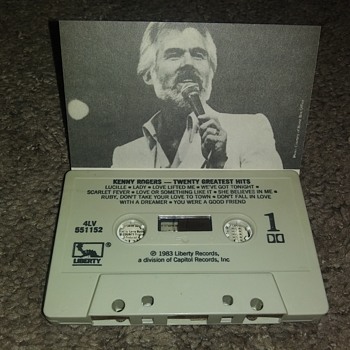 KENNY ROGERS — TWENTY GREATEST HITS
LUCILLE ● LADY ● LOVE LIFTED ME ● WE'VE GOT TONIGHT ●
SCARLET FEVER ● LOVE OR SOMETHING LIKE IT ● SHE BELIEVES IN ME ●
RUBY, DON'T TAKE YOUR LOVE TO TOWN ● DON'T FALL IN LOVE
WITH A DREAMER ● YOU WERE A GOOD FRIEND
4LV
551152
1
LIBERTY ®
℗ 1983 Liberty Records,
a division of Capitol Records, Inc.